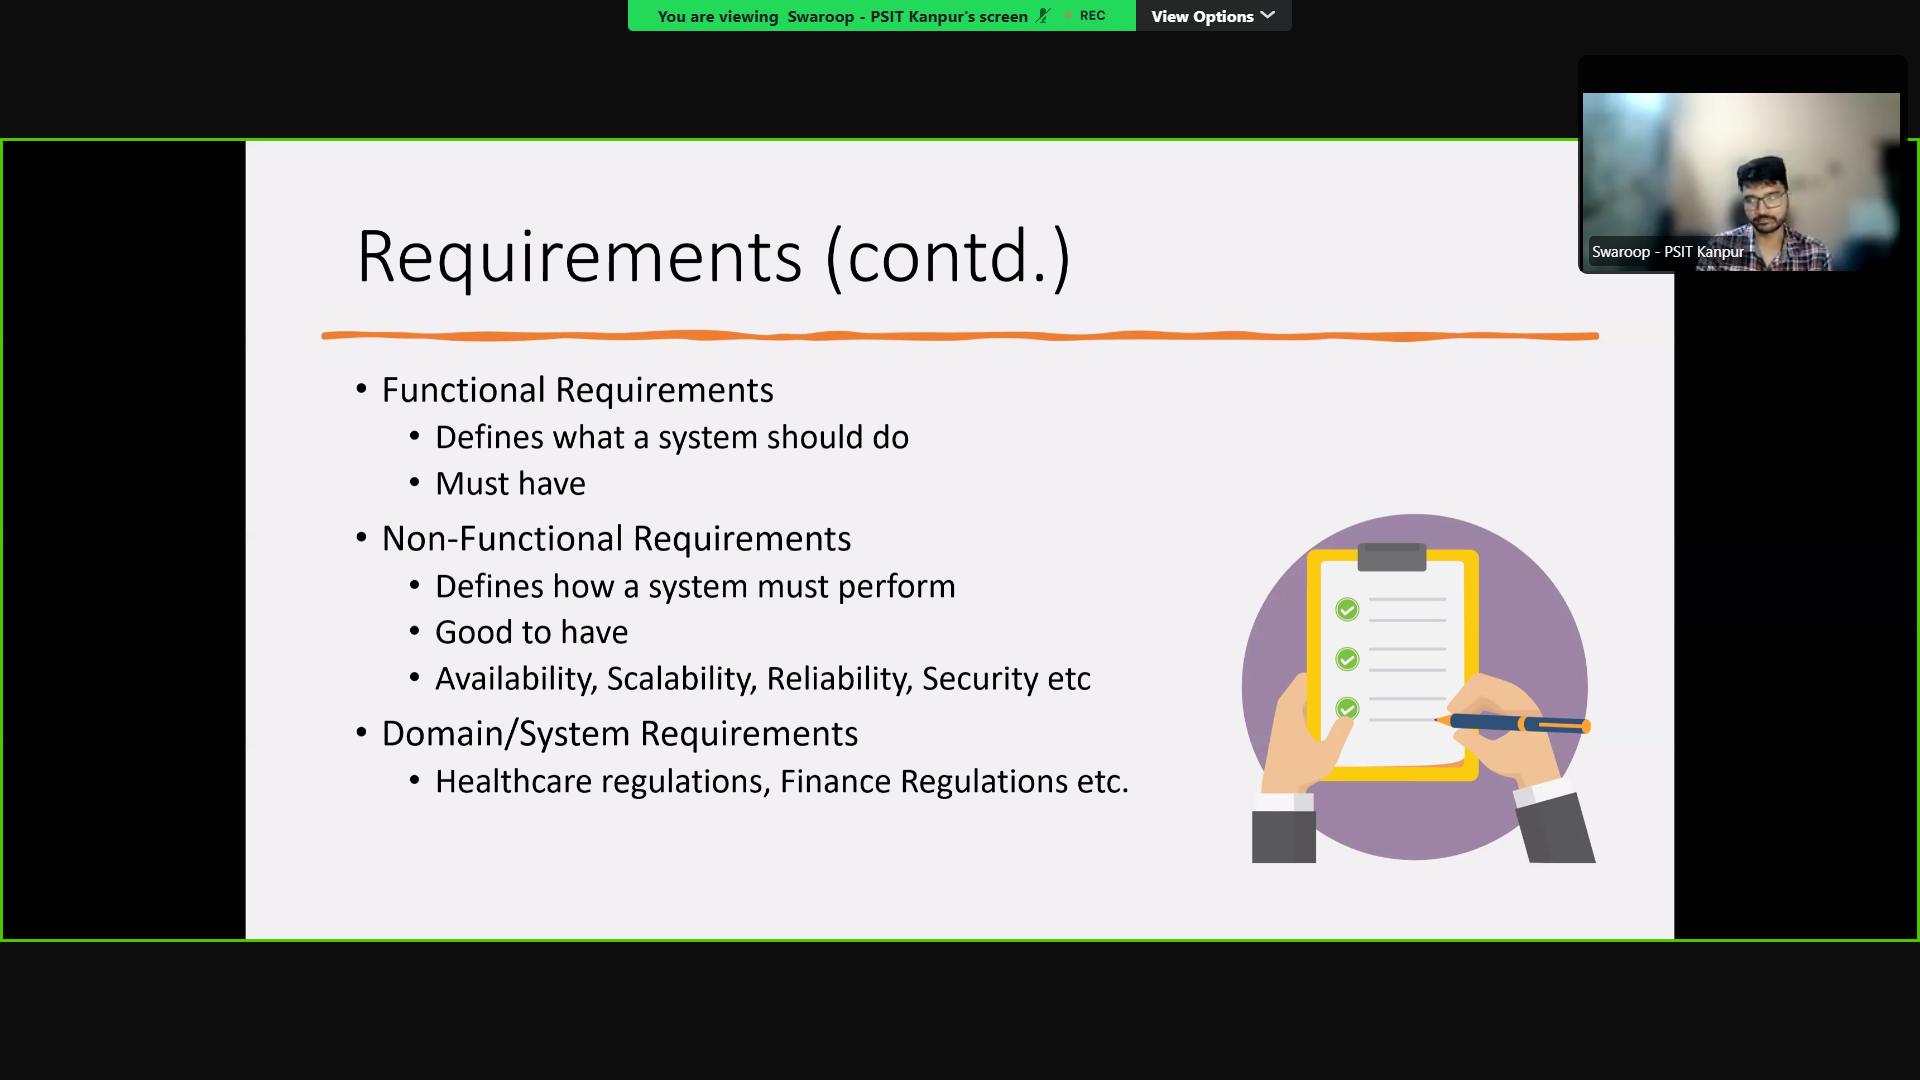 You are viewing Swaroop - PSIT Kanpur's screen REC View Options
Swaroop - PSIT Kanpur
Requirements (contd.)
• Functional Requirements
• Defines what a system should do
• Must have
• Non-Functional Requirements
• Defines how a system must perform
• Good to have
• Availability, Scalability, Reliability, Security etc
• Domain/System Requirements
• Healthcare regulations, Finance Regulations etc.